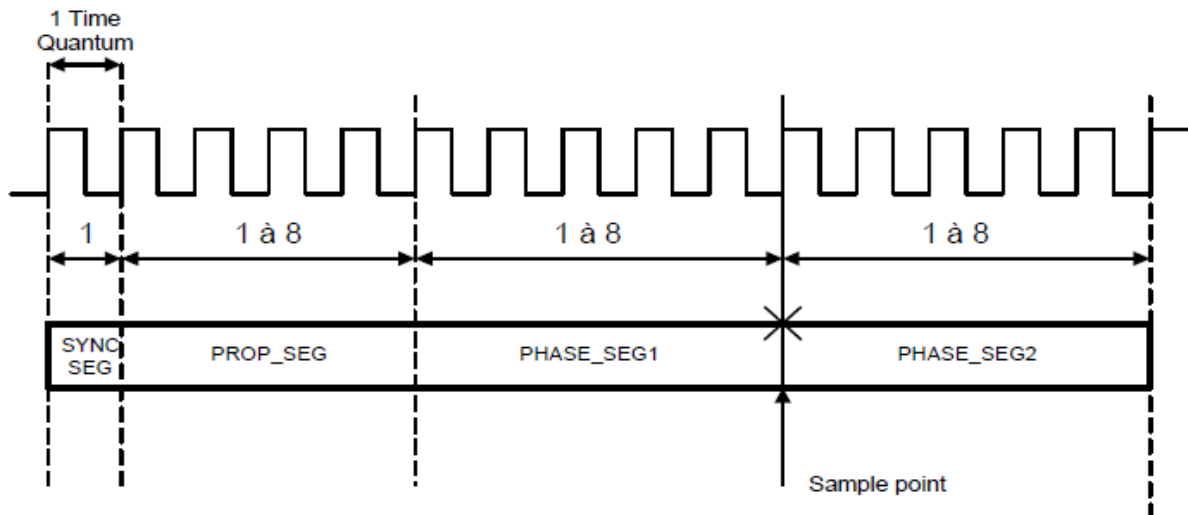 1 Time
Quantum
1
1 à 8
1 à 8
1 à 8
SYNC
SEG
PROP_SEG
PHASE_SEG1
PHASE_SEG2
Sample point